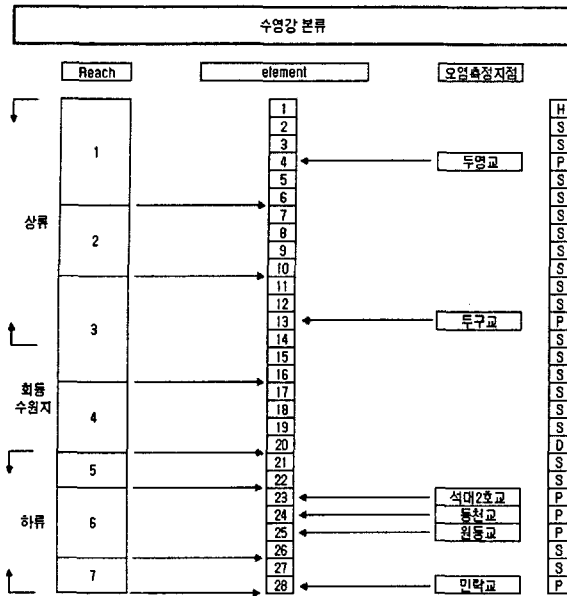 수영강 본류
Reach element 오염측정지점
1 H
2 S
3 S
1 4 두명교 P
5 S
6 S
7 S
상류 8 S
2 9 S
10 S
11 S
12 S
13 두구교 P
3 14 S
15 S
16 S
회동 17 S
수원지 18 S
4 19 S
20 D
5 21 S
22 S
23 석대2호교 P
하류 6 24 동천교 P
25 원동교 P
26 S
7 27 S
28 민락교 P